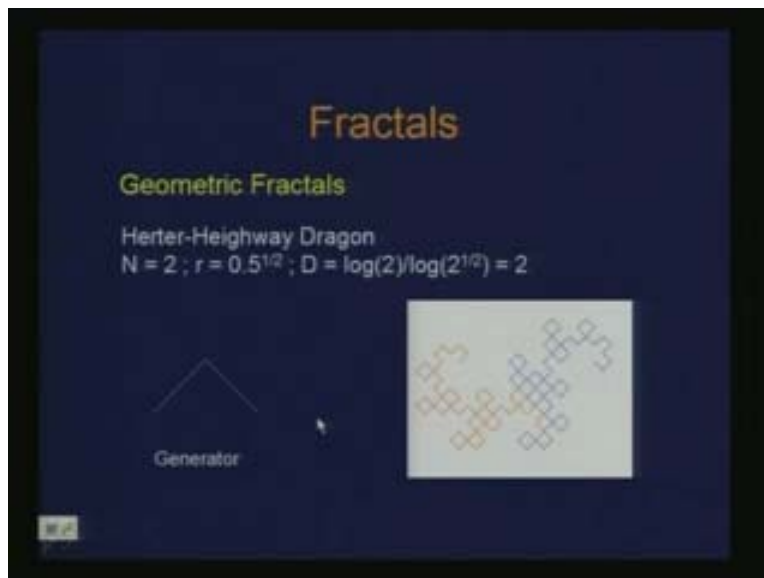 Fractals
Geometric Fractals
Herter-Heighway Dragon
N = 2 ; r = 0.5^1/2 ; D = log(2)/log(2^1/2) = 2
Generator